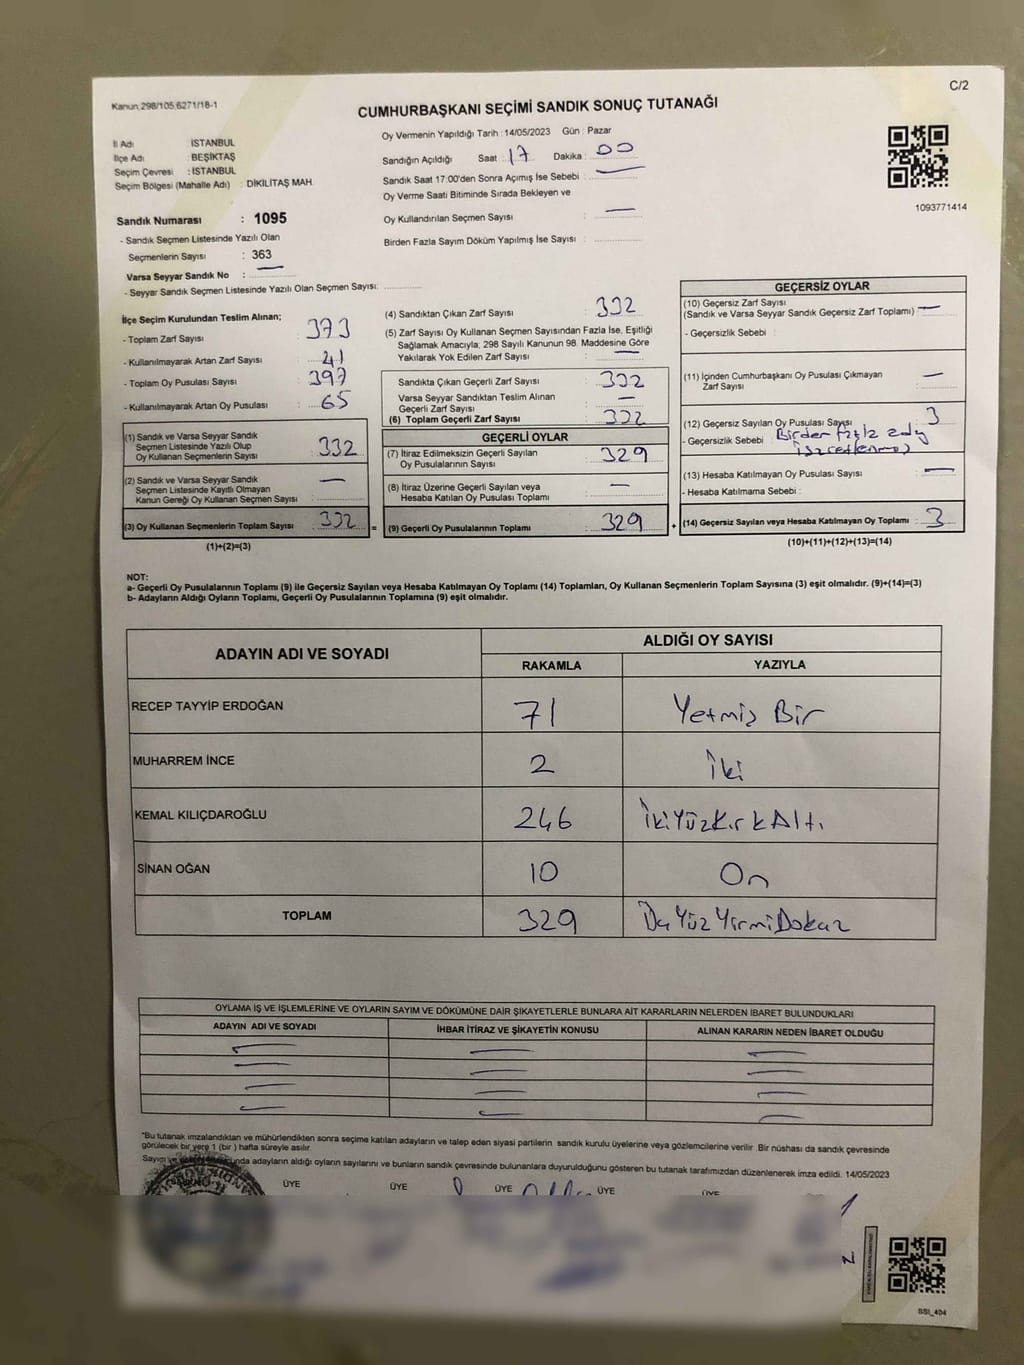 Kanun:298/105,6271/18-1
C/2
CUMHURBAŞKANI SEÇİMİ SANDIK SONUÇ TUTANAĞI
İl Adı : İSTANBUL
İlçe Adı : BEŞİKTAŞ
Seçim Çevresi : İSTANBUL
Seçim Bölgesi (Mahalle Adı) : DİKİLİTAŞ MAH.
Sandık Numarası : 1095
- Sandık Seçmen Listesinde Yazılı Olan
Seçmenlerin Sayısı : 363
Varsa Seyyar Sandık No : —
- Seyyar Sandık Seçmen Listesinde Yazılı Olan Seçmen Sayısı:
Oy Vermenin Yapıldığı Tarih : 14/05/2023 Gün : Pazar
Sandığın Açıldığı Saat 17 Dakika : 00
Sandık Saat 17:00'den Sonra Açımış İse Sebebi : —
Oy Verme Saati Bitiminde Sırada Bekleyen ve
Oy Kullandırılan Seçmen Sayısı : —
Birden Fazla Sayım Döküm Yapılmış İse Sayısı :
1093771414
İlçe Seçim Kurulundan Teslim Alınan;
- Toplam Zarf Sayısı : 373
- Kullanılmayarak Artan Zarf Sayısı : 41
- Toplam Oy Pusulası Sayısı : 397
- Kullanılmayarak Artan Oy Pusulası : 65
(1) Sandık ve Varsa Seyyar Sandık
Seçmen Listesinde Yazılı Olup
Oy Kullanan Seçmenlerin Sayısı : 332
(2) Sandık ve Varsa Seyyar Sandık
Seçmen Listesinde Kayıtlı Olmayan
Kanun Gereği Oy Kullanan Seçmen Sayısı : —
(3) Oy Kullanan Seçmenlerin Toplam Sayısı : 332 =
(1)+(2)=(3)
(4) Sandıktan Çıkan Zarf Sayısı : 332
(5) Zarf Sayısı Oy Kullanan Seçmen Sayısından Fazla İse, Eşitliği
Sağlamak Amacıyla; 298 Sayılı Kanunun 98. Maddesine Göre
Yakılarak Yok Edilen Zarf Sayısı : —
Sandıkta Çıkan Geçerli Zarf Sayısı : 332
Varsa Seyyar Sandıktan Teslim Alınan
Geçerli Zarf Sayısı : —
(6) Toplam Geçerli Zarf Sayısı : 332
GEÇERLİ OYLAR
(7) İtiraz Edilmeksizin Geçerli Sayılan
Oy Pusulalarının Sayısı : 329
(8) İtiraz Üzerine Geçerli Sayılan veya
Hesaba Katılan Oy Pusulası Toplamı : —
(9) Geçerli Oy Pusulalarının Toplamı : 329 +
GEÇERSİZ OYLAR
(10) Geçersiz Zarf Sayısı
(Sandık ve Varsa Seyyar Sandık Geçersiz Zarf Toplamı) : —
- Geçersizlik Sebebi :
(11) İçinden Cumhurbaşkanı Oy Pusulası Çıkmayan
Zarf Sayısı : —
(12) Geçersiz Sayılan Oy Pusulası Sayısı : 3
- Geçersizlik Sebebi : Birden
(13) Hesaba Katılmayan Oy Pusulası Sayısı : —
- Hesaba Katılmama Sebebi :
(14) Geçersiz Sayılan veya Hesaba Katılmayan Oy Toplamı : 3
(10)+(11)+(12)+(13)=(14)
NOT:
a- Geçerli Oy Pusulalarının Toplamı (9) ile Geçersiz Sayılan veya Hesaba Katılmayan Oy Toplamı (14) Toplamları, Oy Kullanan Seçmenlerin Toplam Sayısına (3) eşit olmalıdır. (9)+(14)=(3)
b- Adayların Aldığı Oyların Toplamı, Geçerli Oy Pusulalarının Toplamına (9) eşit olmalıdır.
ADAYIN ADI VE SOYADI
ALDIĞI OY SAYISI
RAKAMLA YAZIYLA
RECEP TAYYİP ERDOĞAN 71 Yetmiş Bir
MUHARREM İNCE 2 İki
KEMAL KILIÇDAROĞLU 246 İkiYüzKırkAltı
SİNAN OĞAN 10 On
TOPLAM 329 Üç Yüz YirmiDokuz
OYLAMA İŞ VE İŞLEMLERİNE VE OYLARIN SAYIM VE DÖKÜMÜNE DAİR ŞİKAYETLERLE BUNLARA AİT KARARLARIN NELERDEN İBARET BULUNDUKLARI
ADAYIN ADI VE SOYADI İHBAR İTİRAZ VE ŞİKAYETİN KONUSU ALINAN KARARIN NEDEN İBARET OLDUĞU
"Bu tutanak imzalandıktan ve mühürlendikten sonra seçime katılan adayların ve talep eden siyasi partilerin sandık kurulu üyelerine veya gözlemcilerine verilir Bir nüshası da sandık çevresinde
görülecek bir yere 1 (bir ) hafta süreyle asılır.
adayların aldığı oyların sayılarını ve bunların sandık çevresinde bulunanlara duyurulduğunu gösteren bu tutanak tarafımızdan düzenlenerek imza edildi. 14/05/2023
ÜYE ÜYE ÜYE ÜYE ÜYE
SSI_404